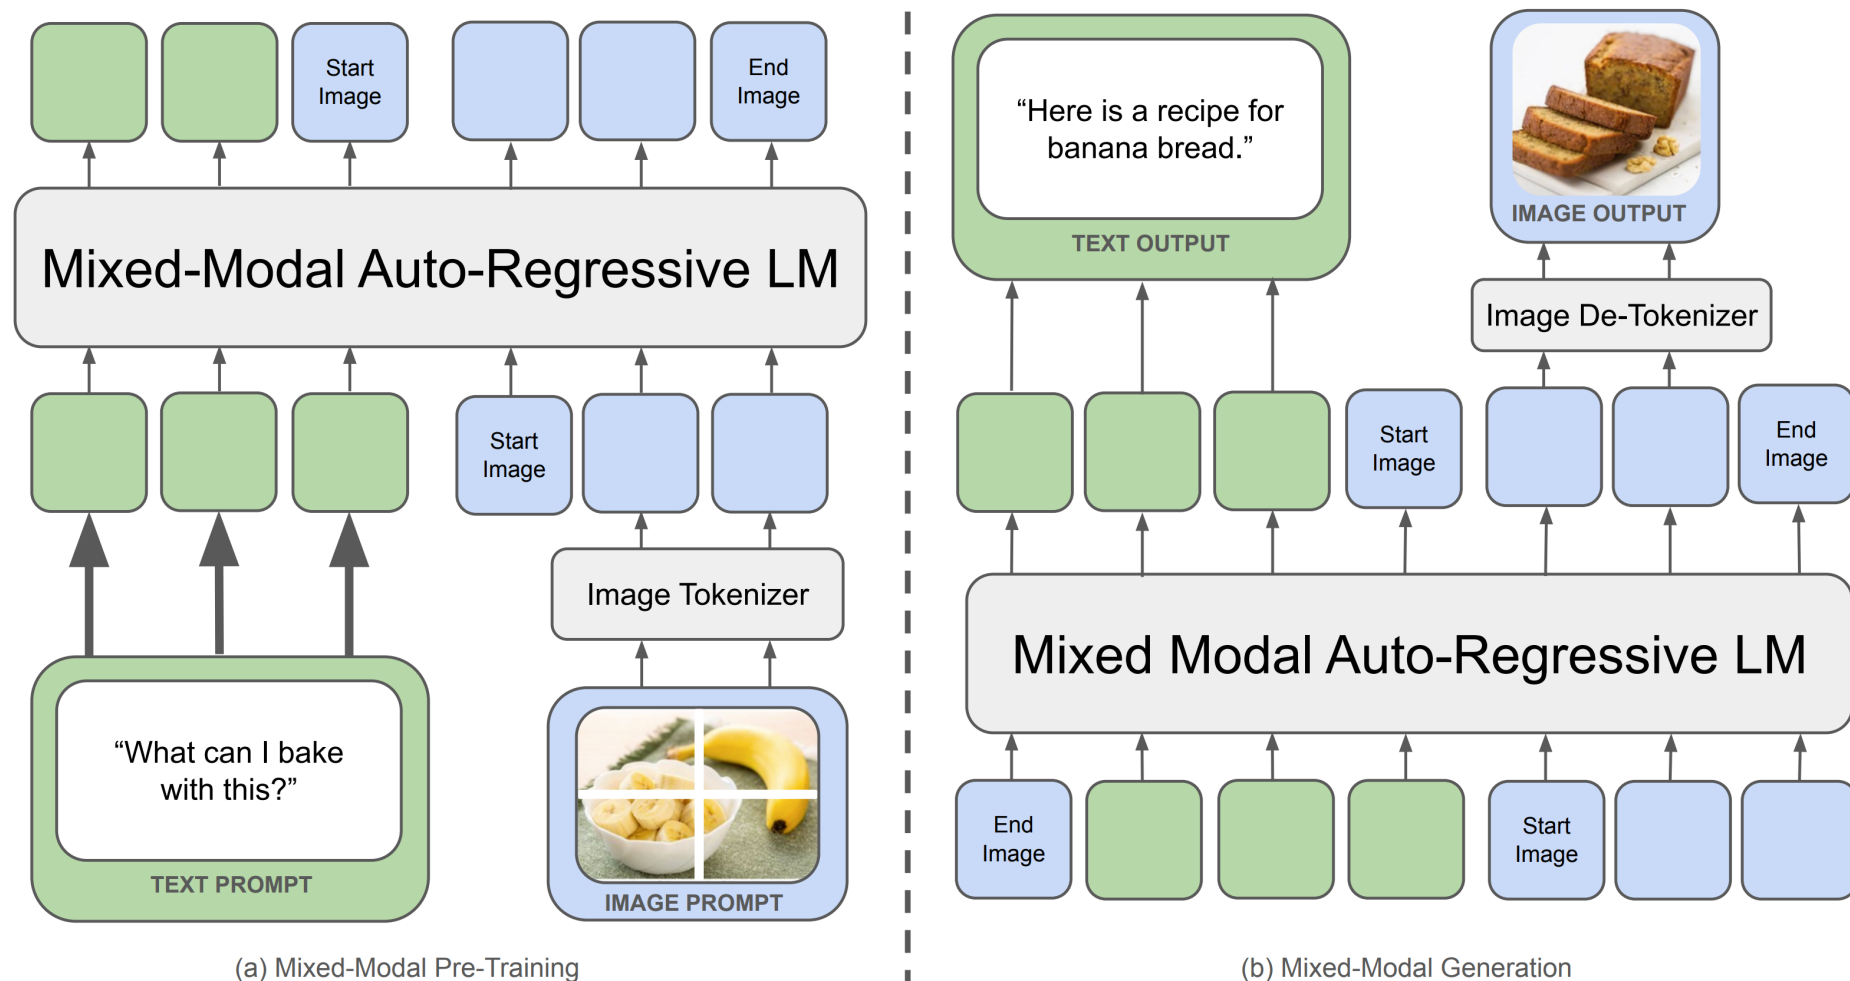 Start
Image
End
Image
Mixed-Modal Auto-Regressive LM
Start
Image
Image Tokenizer
“What can I bake
with this?”
TEXT PROMPT
IMAGE PROMPT
(a) Mixed-Modal Pre-Training
“Here is a recipe for
banana bread.”
TEXT OUTPUT
IMAGE OUTPUT
Image De-Tokenizer
Start
Image
End
Image
Mixed Modal Auto-Regressive LM
End
Image
Start
Image
(b) Mixed-Modal Generation